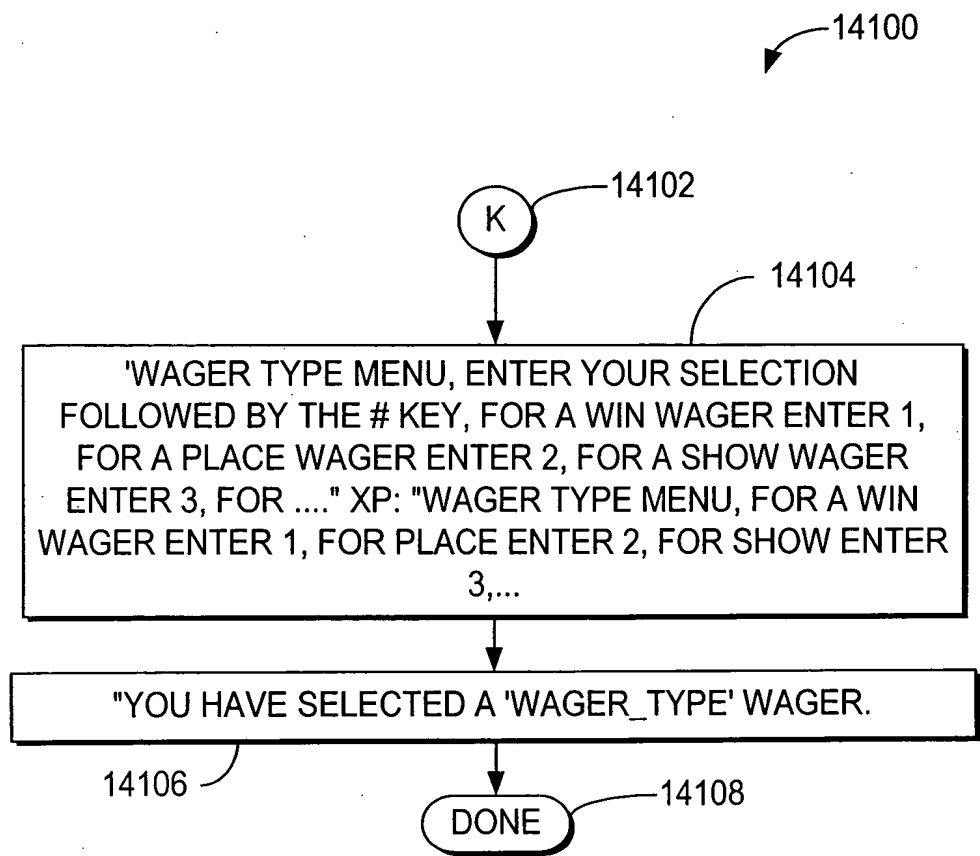 14100
14102
K
14104
'WAGER TYPE MENU, ENTER YOUR SELECTION
FOLLOWED BY THE # KEY, FOR A WIN WAGER ENTER 1,
FOR A PLACE WAGER ENTER 2, FOR A SHOW WAGER
ENTER 3, FOR ...." XP: "WAGER TYPE MENU, FOR A WIN
WAGER ENTER 1, FOR PLACE ENTER 2, FOR SHOW ENTER
3,...
"YOU HAVE SELECTED A 'WAGER_TYPE' WAGER.
14106
14108
DONE